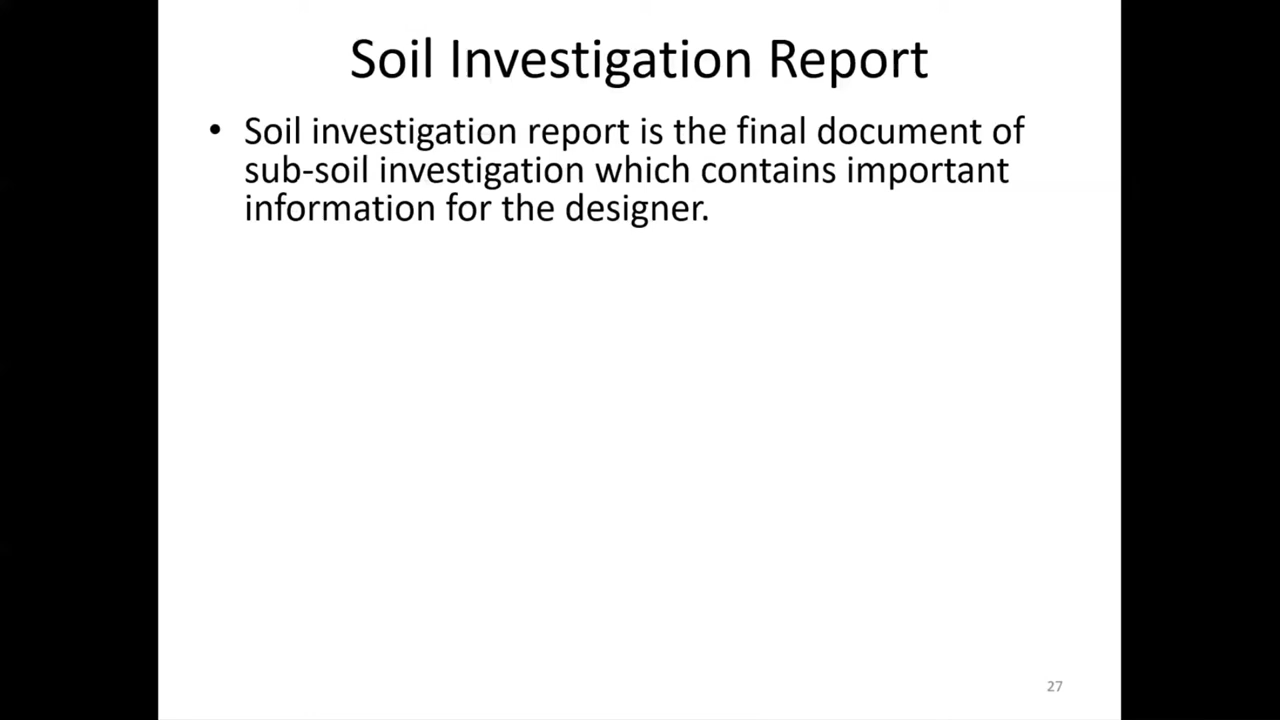 Soil Investigation Report
• Soil investigation report is the final document of
sub-soil investigation which contains important
information for the designer.
27